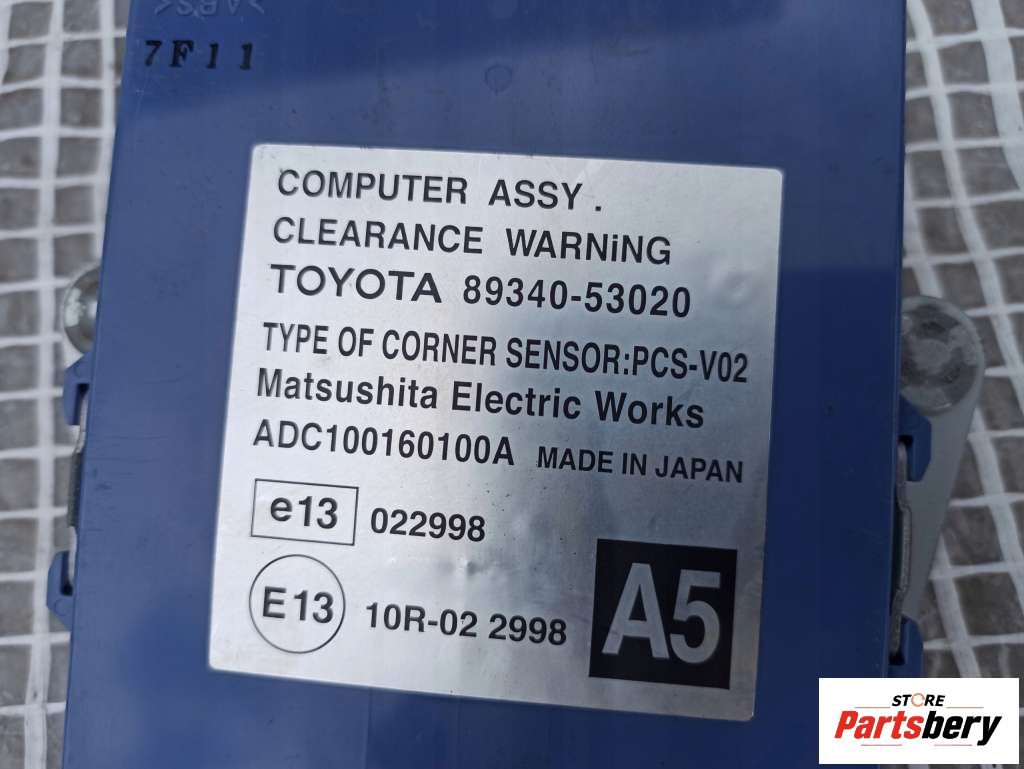 >ABS<
7F11
COMPUTER ASSY.
CLEARANCE WARNiNG
TOYOTA 89340-53020
TYPE OF CORNER SENSOR:PCS-V02
Matsushita Electric Works
ADC100160100A MADE IN JAPAN
e13 022998
E13 10R-02 2998
A5
STORE
Partsbery